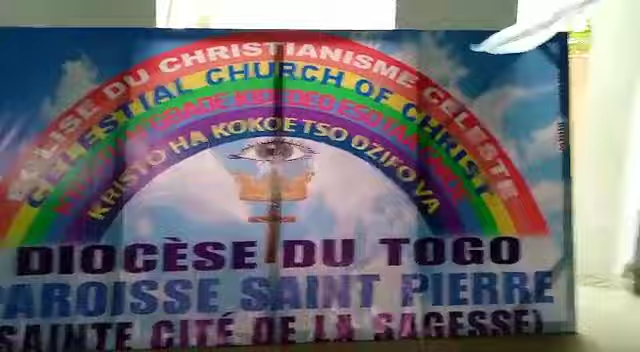 EGLISE DU CHRISTIANISME CELESTE
CELESTIAL CHURCH OF CHRIST
KRISTO HA KOKOE TSO DZIFO VA
DIOCÈSE DU TOGO
PAROISSE SAINT PIERRE
(SAINTE CITÉ DE LA SAGESSE)